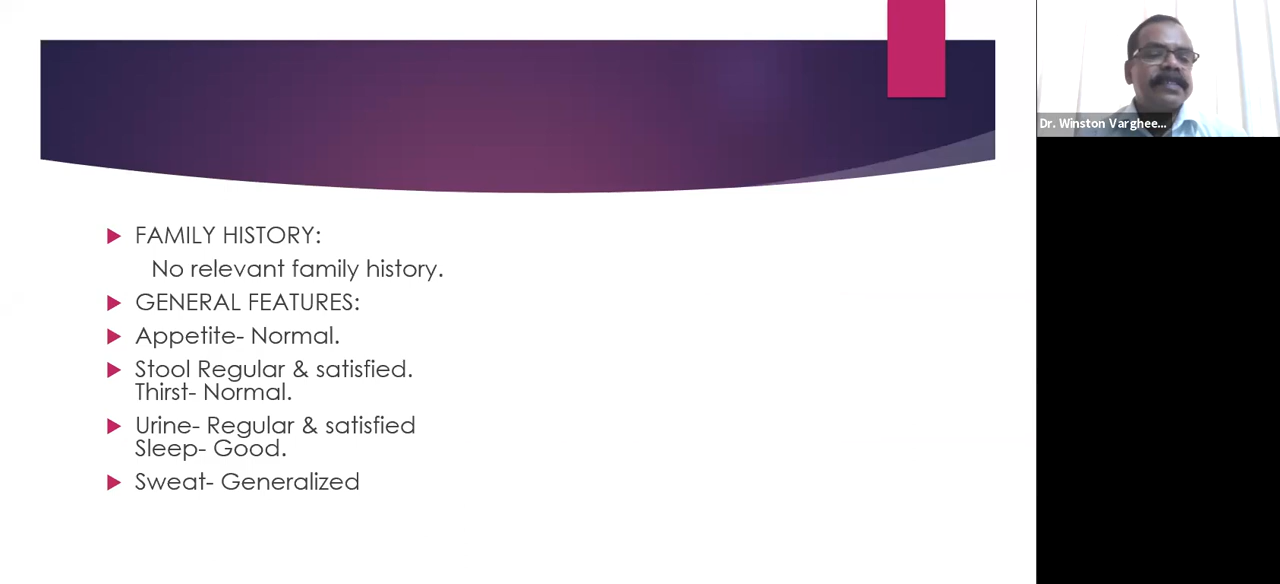 Dr. Winston Varghee...
FAMILY HISTORY:
No relevant family history.
GENERAL FEATURES:
Appetite- Normal.
Stool Regular & satisfied.
Thirst- Normal.
Urine- Regular & satisfied
Sleep- Good.
Sweat- Generalized